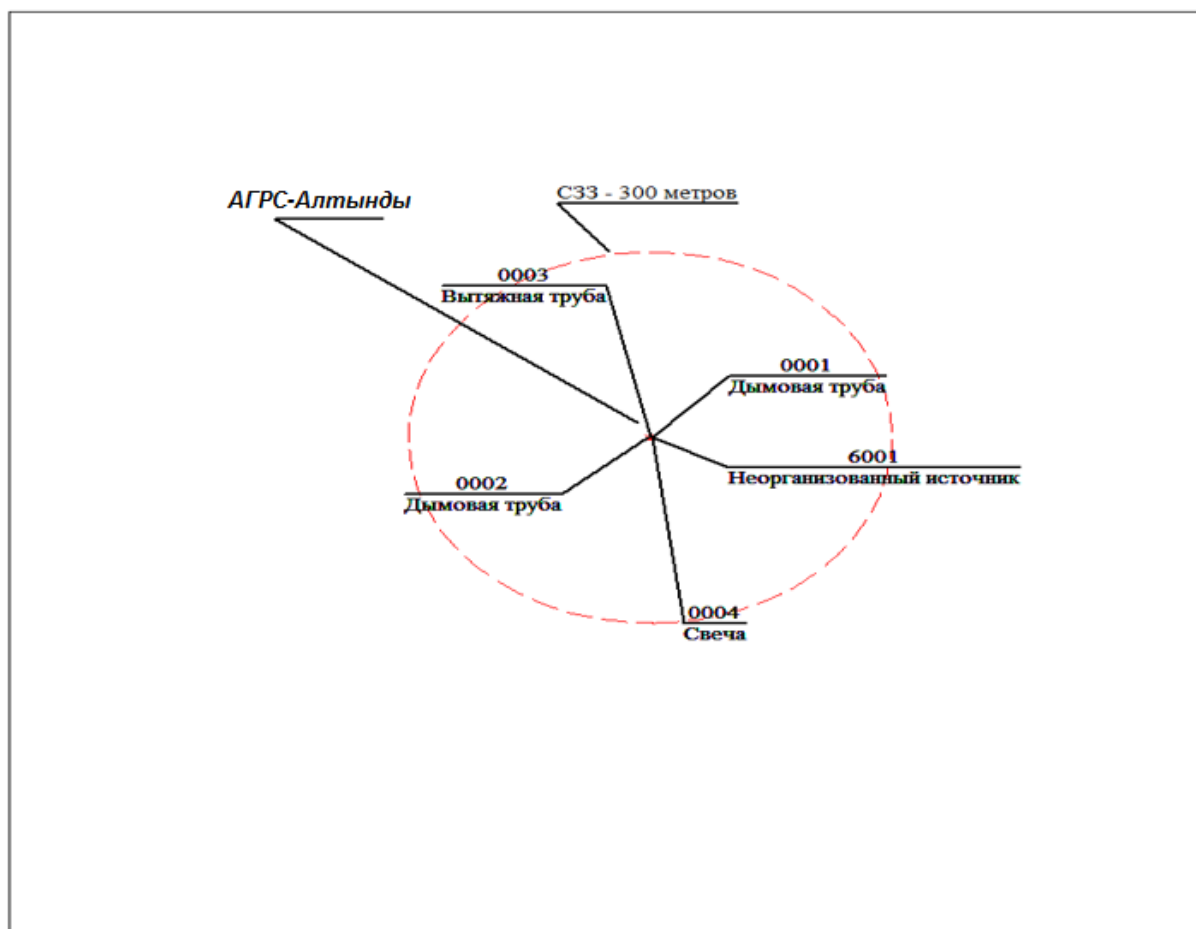 АГРС-Алтынды
СЗЗ - 300 метров
0003
Вытяжная труба
0001
Дымовая труба
6001
Неорганизованный источник
0002
Дымовая труба
0004
Свеча